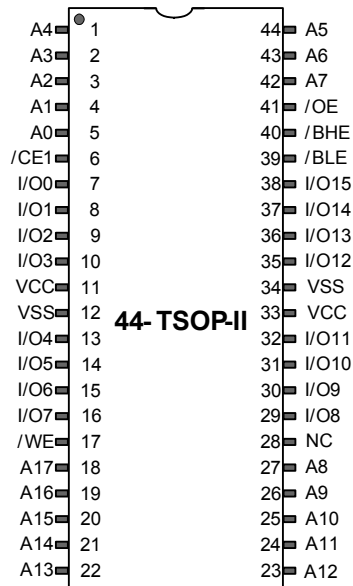 A4 1 44 A5
A3 2 43 A6
A2 3 42 A7
A1 4 41 /OE
A0 5 40 /BHE
/CE1 6 39 /BLE
I/O0 7 38 I/O15
I/O1 8 37 I/O14
I/O2 9 36 I/O13
I/O3 10 35 I/O12
VCC 11 34 VSS
VSS 12 33 VCC
44-TSOP-II
I/O4 13 32 I/O11
I/O5 14 31 I/O10
I/O6 15 30 I/O9
I/O7 16 29 I/O8
/WE 17 28 NC
A17 18 27 A8
A16 19 26 A9
A15 20 25 A10
A14 21 24 A11
A13 22 23 A12